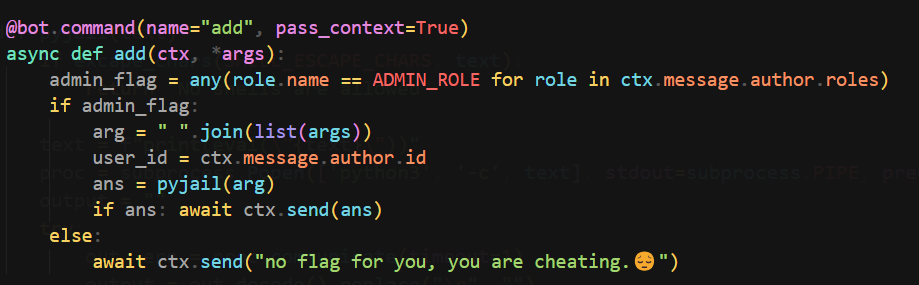 @bot.command(name="add", pass_context=True)
async def add(ctx, *args):
    admin_flag = any(role.name == ADMIN_ROLE for role in ctx.message.author.roles)
    if admin_flag:
        arg = " ".join(list(args))
        user_id = ctx.message.author.id
        ans = pyjail(arg)
        if ans: await ctx.send(ans)
    else:
        await ctx.send("no flag for you, you are cheating.😔")